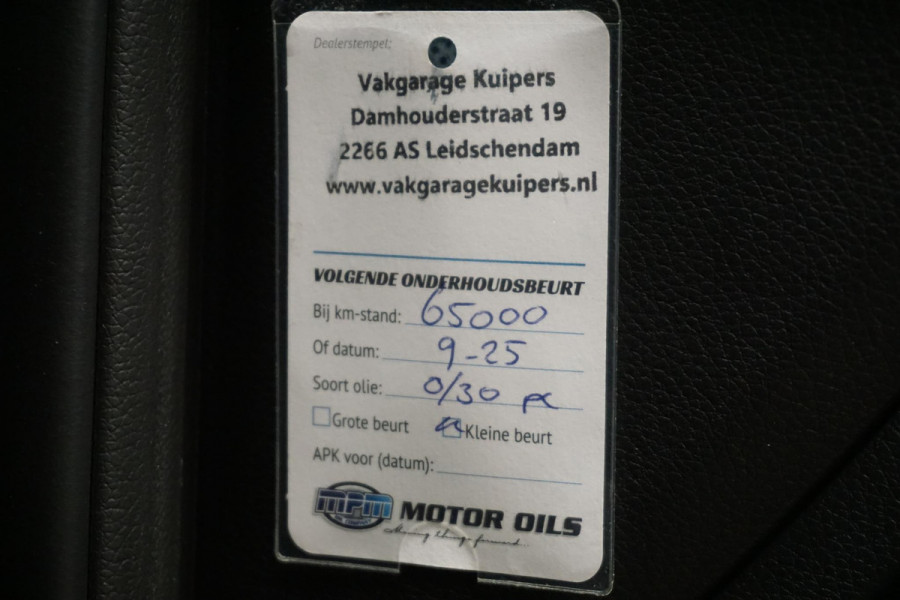 Dealerstempel:
Vakgarage Kuipers
Damhouderstraat 19
2266 AS Leidschendam
www.vakgaragekuipers.nl
VOLGENDE ONDERHOUDSBEURT
Bij km-stand: 65000
Of datum: 9-25
Soort olie: 0/30
Grote beurt Kleine beurt
APK voor (datum):
MPM MOTOR OILS